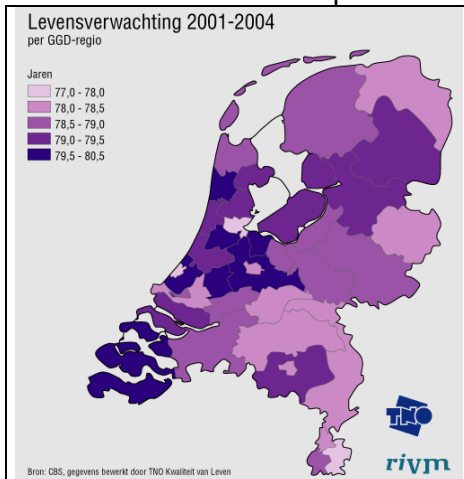 Levensverwachting 2001-2004
per GGD-regio
Jaren
77,0 - 78,0
78,0 - 78,5
78,5 - 79,0
79,0 - 79,5
79,5 - 80,5
TNO
rivm
Bron: CBS, gegevens bewerkt door TNO Kwaliteit van Leven